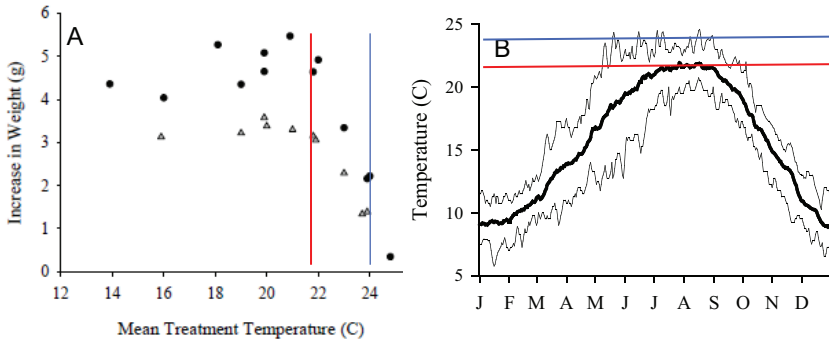 A
6
5
4
3
2
1
0
12 14 16 18 20 22 24
Increase in Weight (g)
Mean Treatment Temperature (C)
B
25
20
15
10
5
Temperature (C)
J F M A M J J A S O N D